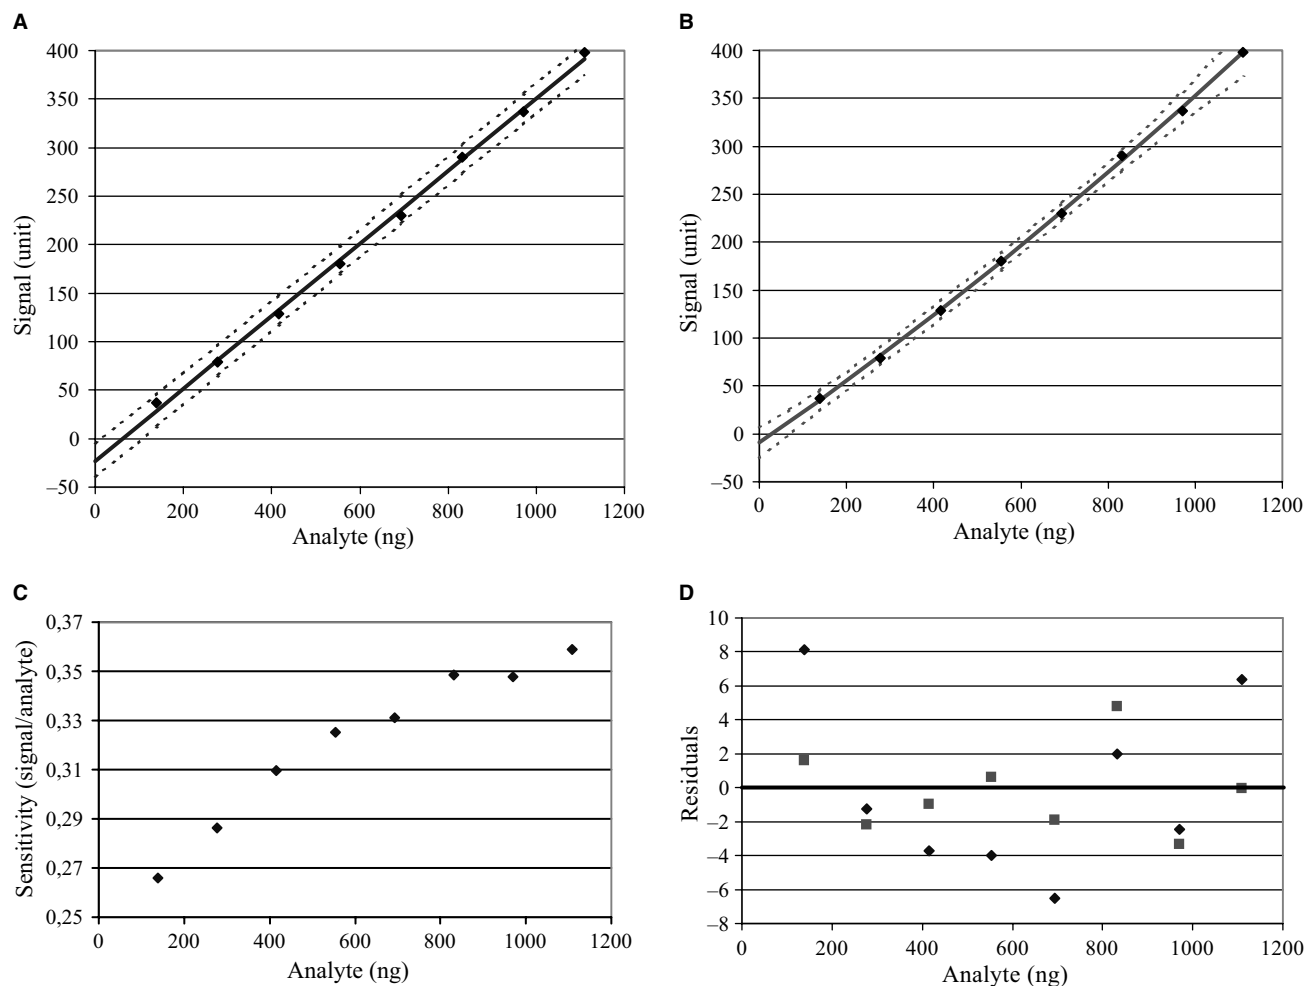 A
400
350
300
250
200
150
100
50
0
–50
Signal (unit)
0 200 400 600 800 1000 1200
Analyte (ng)
B
400
350
300
250
200
150
100
50
0
–50
Signal (unit)
0 200 400 600 800 1000 1200
Analyte (ng)
C
0,37
0,35
0,33
0,31
0,29
0,27
0,25
Sensitivity (signal/analyte)
0 200 400 600 800 1000 1200
Analyte (ng)
D
10
8
6
4
2
0
–2
–4
–6
–8
Residuals
0 200 400 600 800 1000 1200
Analyte (ng)